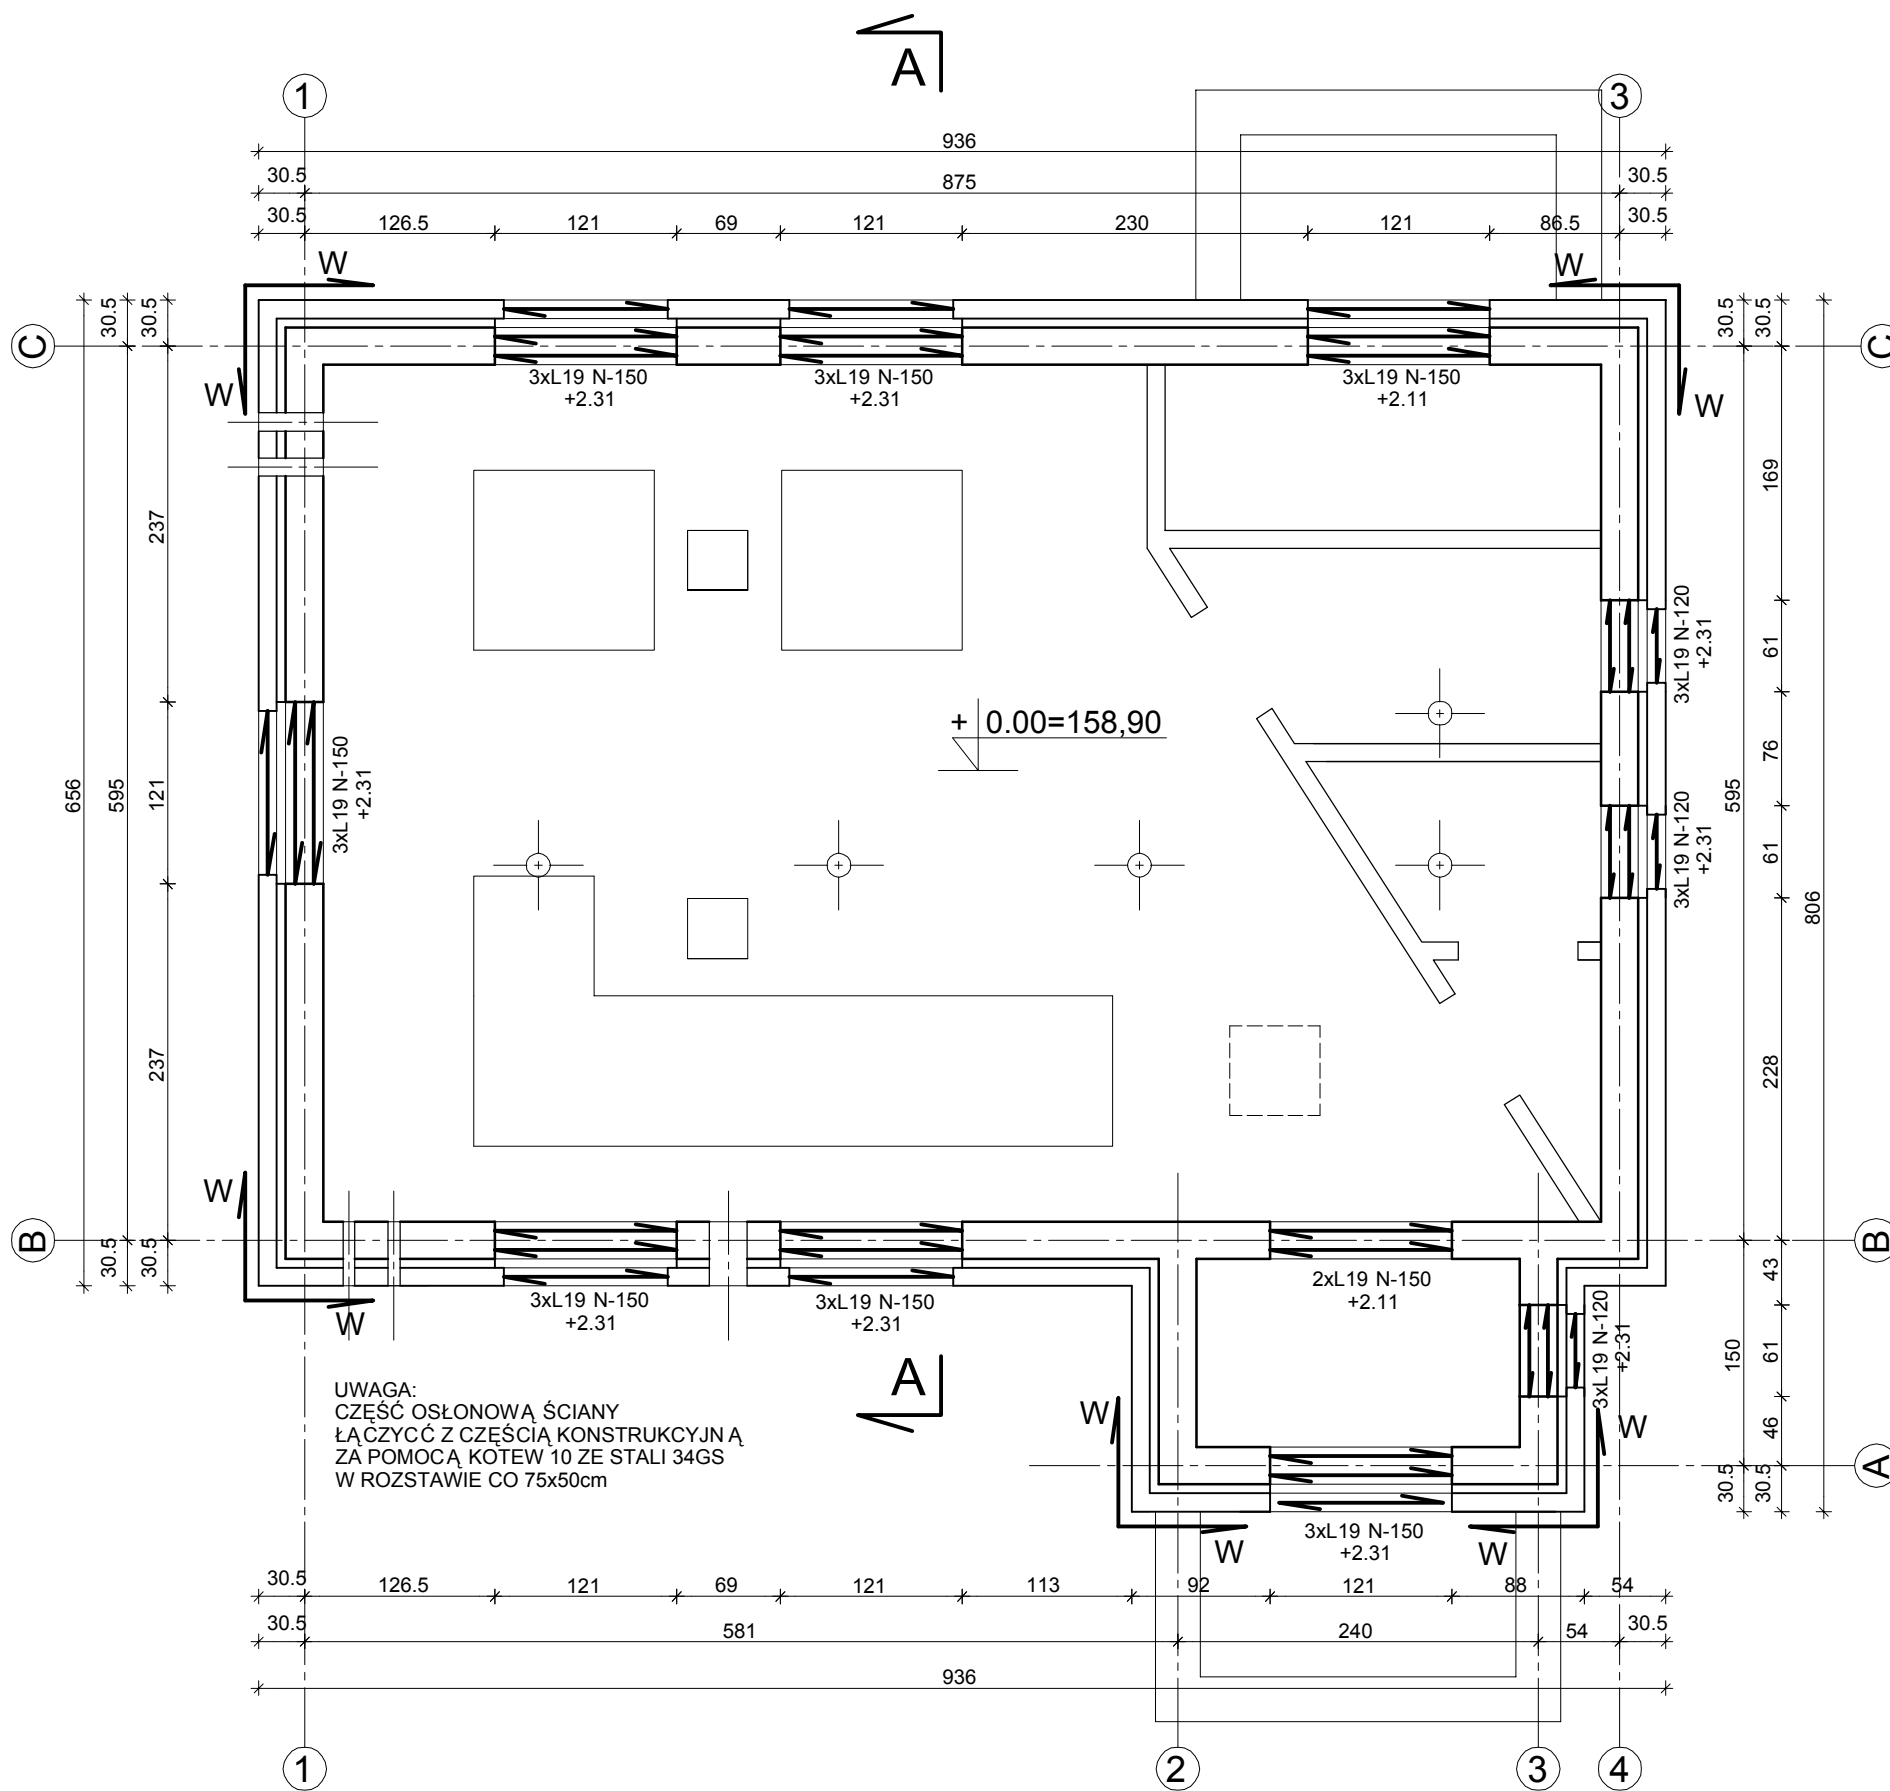 A
1
3
936
30.5
875
30.5
30.5
126.5
121
69
121
230
121
86.5
30.5
W
W
30.5
30.5
30.5
30.5
C
C
W
W
3xL19 N-150
+2.31
3xL19 N-150
+2.31
3xL19 N-150
+2.11
169
237
3xL19 N-120
+2.31
61
+ 0.00=158,90
76
3xL19 N-150
+2.31
656
595
121
595
3xL19 N-120
+2.31
61
806
237
228
W
B
B
30.5
30.5
43
3xL19 N-150
+2.31
3xL19 N-150
+2.31
2xL19 N-150
+2.11
W
3xL19 N-120
+2.31
150
61
A
UWAGA:
CZĘŚĆ OSŁONOWĄ ŚCIANY
ŁĄCZYCĆ Z CZĘŚCIĄ KONSTRUKCYJNĄ
ZA POMOCĄ KOTEW 10 ZE STALI 34GS
W ROZSTAWIE CO 75x50cm
W
W
46
A
30.5
30.5
3xL19 N-150
+2.31
W
W
30.5
126.5
121
69
121
113
92
121
88
54
30.5
581
240
54
30.5
936
1
2
3
4